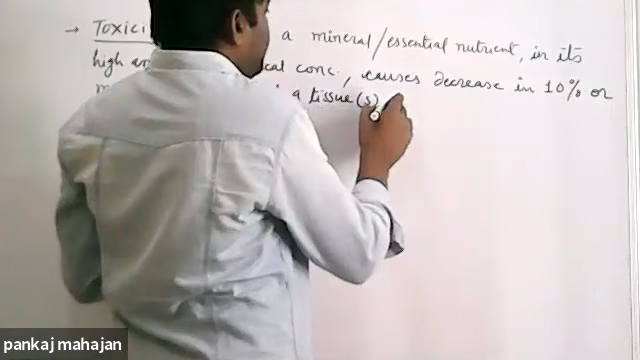 → Toxici a mineral/essential nutrient, in its
high cal conc., causes decrease in 10% or
a tissue(s)
pankaj mahajan